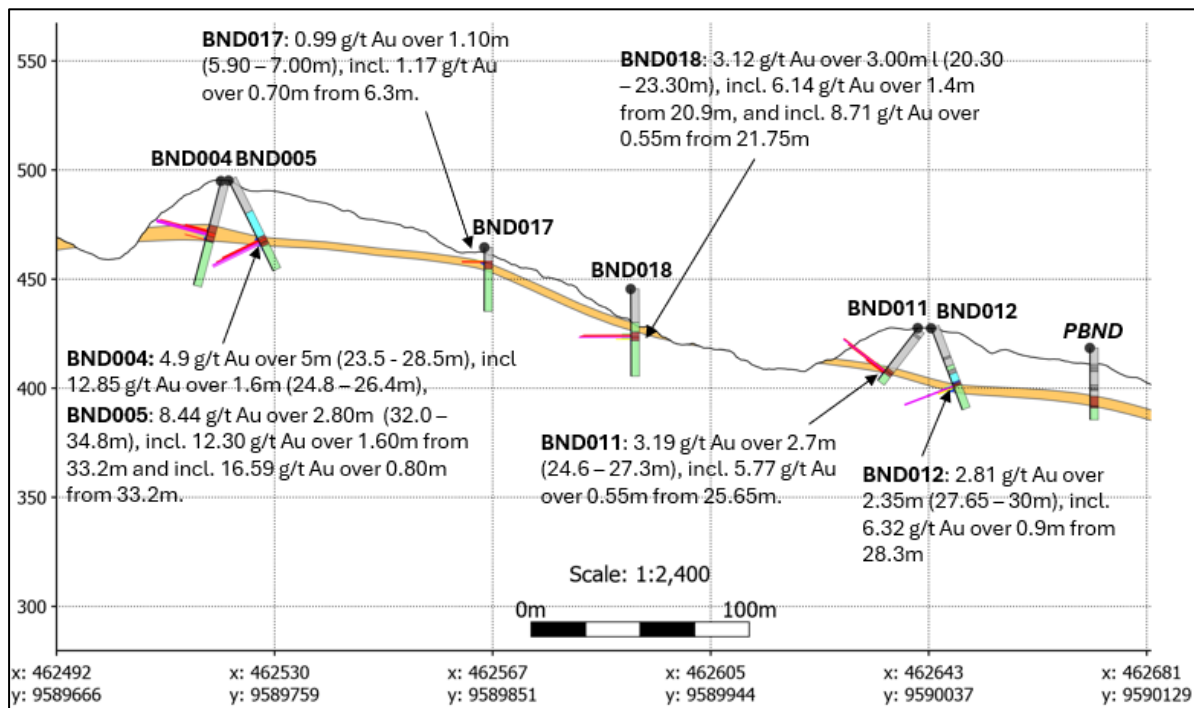 BND017: 0.99 g/t Au over 1.10m
(5.90 – 7.00m), incl. 1.17 g/t Au
over 0.70m from 6.3m.
BND018: 3.12 g/t Au over 3.00m l (20.30
– 23.30m), incl. 6.14 g/t Au over 1.4m
from 20.9m, and incl. 8.71 g/t Au over
0.55m from 21.75m
550
500
450
400
350
300
BND004 BND005
BND017
BND018
BND011 BND012
PBND
BND004: 4.9 g/t Au over 5m (23.5 - 28.5m), incl
12.85 g/t Au over 1.6m (24.8 – 26.4m),
BND005: 8.44 g/t Au over 2.80m (32.0 –
34.8m), incl. 12.30 g/t Au over 1.60m from
33.2m and incl. 16.59 g/t Au over 0.80m
from 33.2m.
BND011: 3.19 g/t Au over 2.7m
(24.6 – 27.3m), incl. 5.77 g/t Au
over 0.55m from 25.65m.
BND012: 2.81 g/t Au over
2.35m (27.65 – 30m), incl.
6.32 g/t Au over 0.9m from
28.3m
Scale: 1:2,400
0m 100m
x: 462492 x: 462530 x: 462567 x: 462605 x: 462643 x: 462681
y: 9589666 y: 9589759 y: 9589851 y: 9589944 y: 9590037 y: 9590129